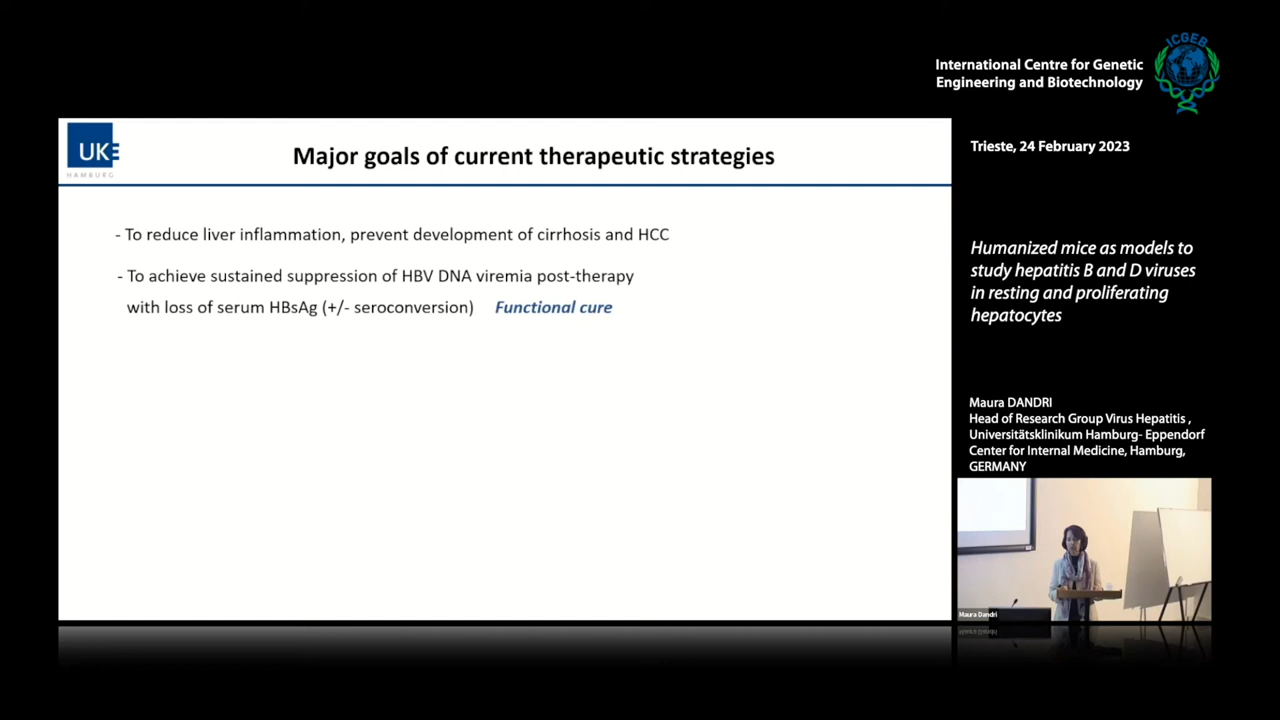 International Centre for Genetic
Engineering and Biotechnology
ICGEB
Trieste, 24 February 2023
UKE
HAMBURG
Major goals of current therapeutic strategies
- To reduce liver inflammation, prevent development of cirrhosis and HCC
- To achieve sustained suppression of HBV DNA viremia post-therapy
with loss of serum HBsAg (+/- seroconversion) Functional cure
Humanized mice as models to
study hepatitis B and D viruses
in resting and proliferating
hepatocytes
Maura DANDRI
Head of Research Group Virus Hepatitis ,
Universitätsklinikum Hamburg- Eppendorf
Center for Internal Medicine, Hamburg,
GERMANY
Maura Dandri